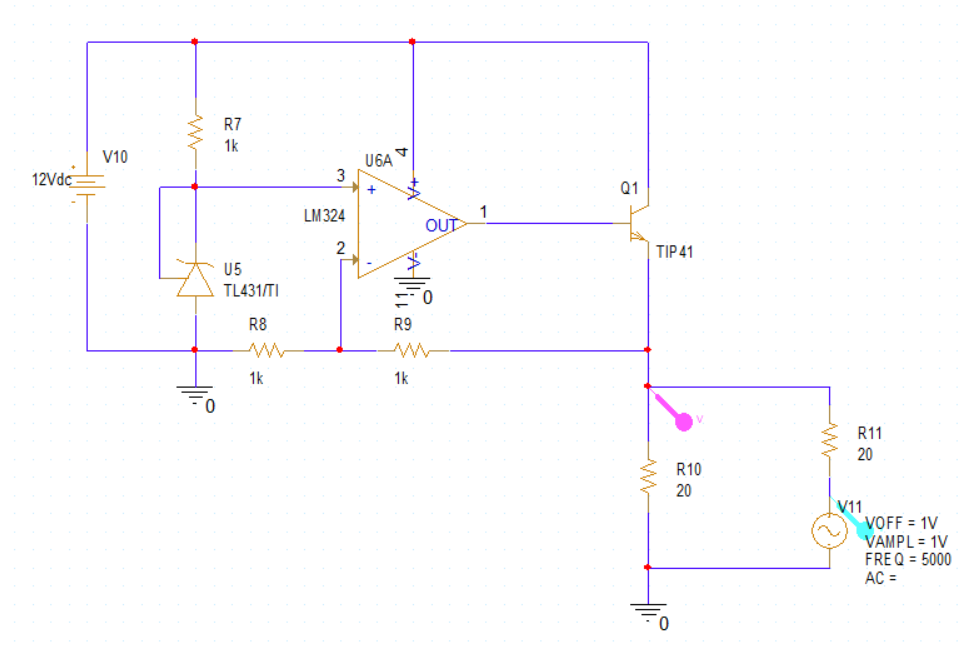 R7
1k
V10
12Vdc
+
-
U6A
4
3
+
+
LM324
OUT
1
2
-
-
11
0
Q1
TIP41
U5
TL431/TI
R8
R9
1k
1k
0
V
R10
20
R11
20
V11
VOFF = 1V
VAMPL = 1V
FREQ = 5000
AC =
0